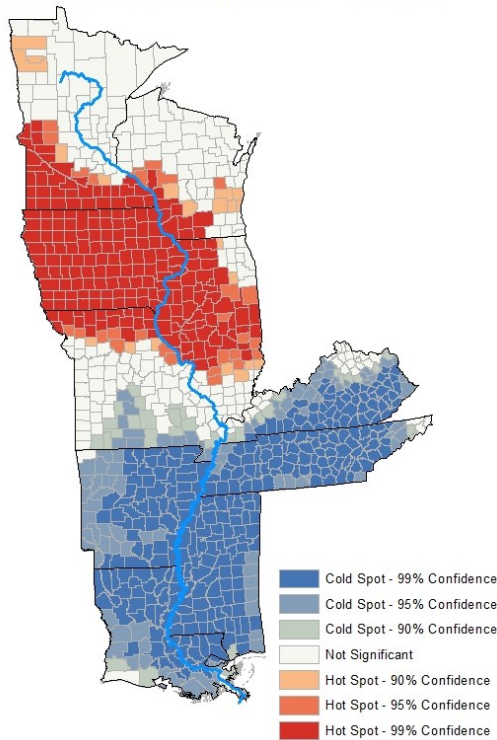 Cold Spot - 99% Confidence
Cold Spot - 95% Confidence
Cold Spot - 90% Confidence
Not Significant
Hot Spot - 90% Confidence
Hot Spot - 95% Confidence
Hot Spot - 99% Confidence